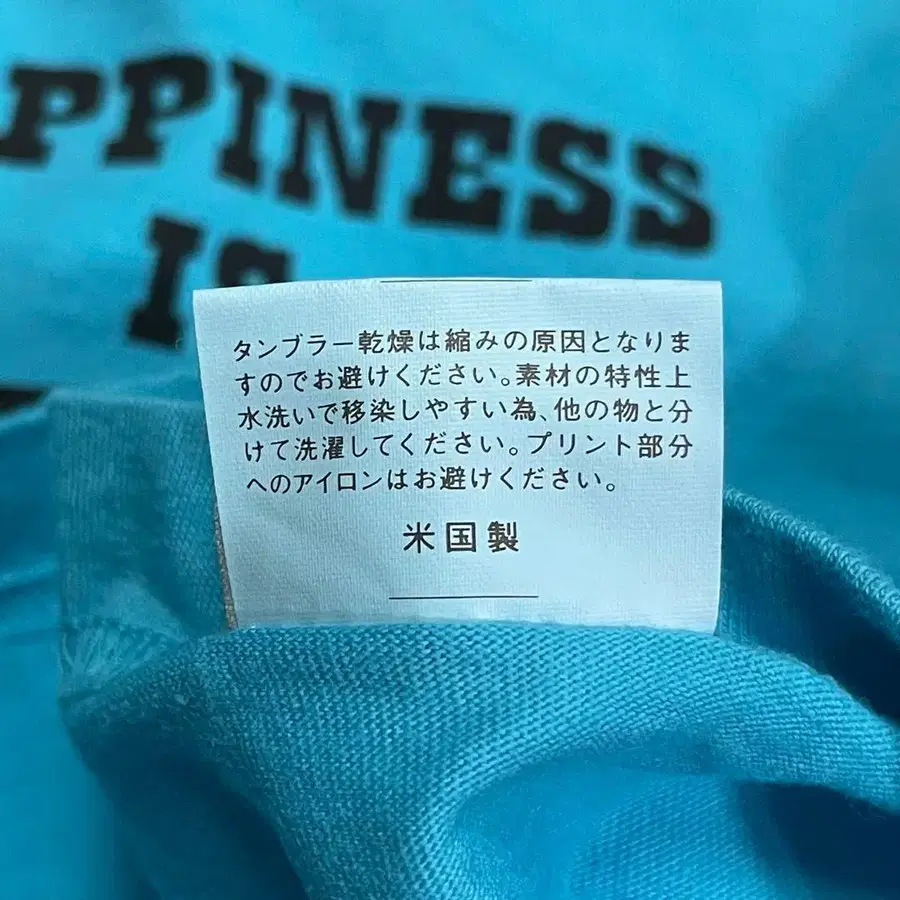 PPINESS
IS
タンブラー乾燥は縮みの原因となりま
すのでお避けください。素材の特性上
水洗いで移染しやすい為、他の物と分
けて洗濯してください。プリント部分
へのアイロンはお避けください。
米国製